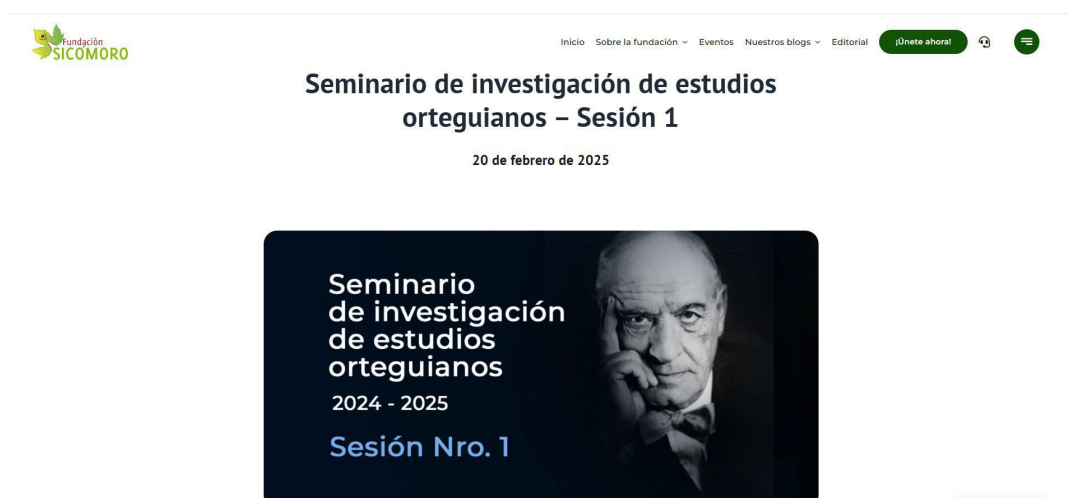 Fundación
SICOMORO
Inicio Sobre la fundación Eventos Nuestros blogs Editorial ¡Únete ahora!
Seminario de investigación de estudios
orteguianos – Sesión 1
20 de febrero de 2025
Seminario
de investigación
de estudios
orteguianos
2024 - 2025
Sesión Nro. 1